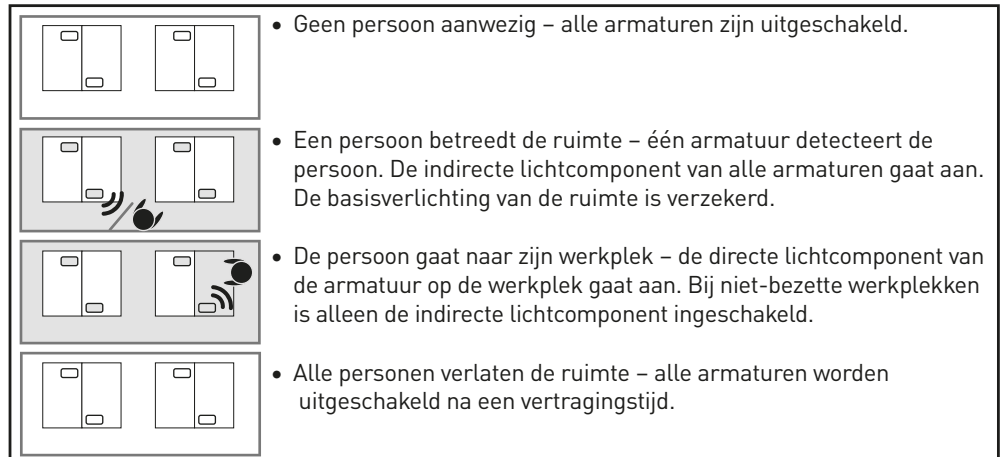 • Geen persoon aanwezig – alle armaturen zijn uitgeschakeld.
• Een persoon betreedt de ruimte – één armatuur detecteert de
persoon. De indirecte lichtcomponent van alle armaturen gaat aan.
De basisverlichting van de ruimte is verzekerd.
• De persoon gaat naar zijn werkplek – de directe lichtcomponent van
de armatuur op de werkplek gaat aan. Bij niet-bezette werkplekken
is alleen de indirecte lichtcomponent ingeschakeld.
• Alle personen verlaten de ruimte – alle armaturen worden
uitgeschakeld na een vertragingstijd.